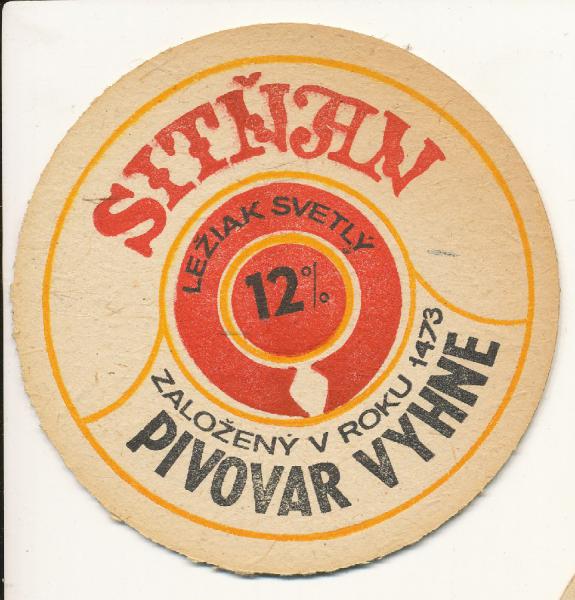 SITŇAN
LEŽIAK SVETLÝ
12%
ZALOŽENÝ V ROKU 1473
PIVOVAR VYHNE